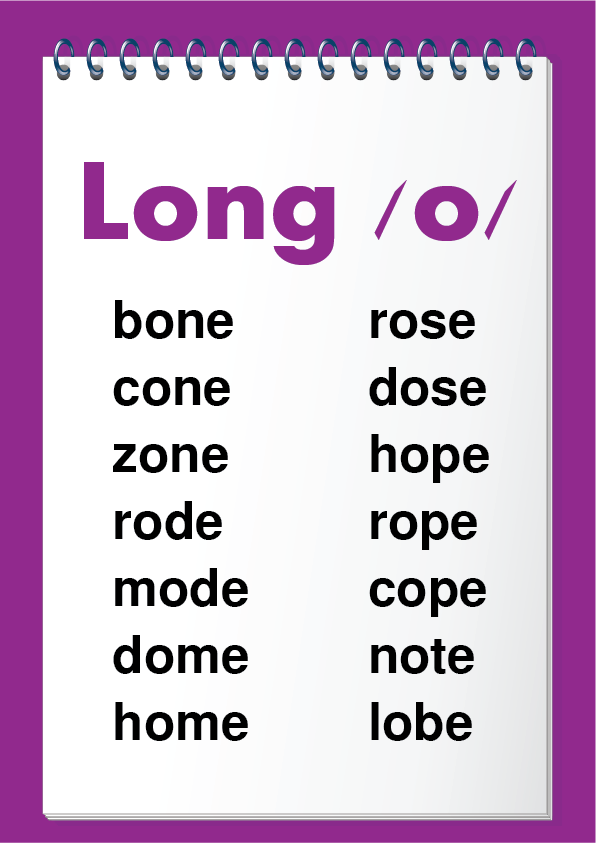 Long /o/
bone
cone
zone
rode
mode
dome
home
rose
dose
hope
rope
cope
note
lobe